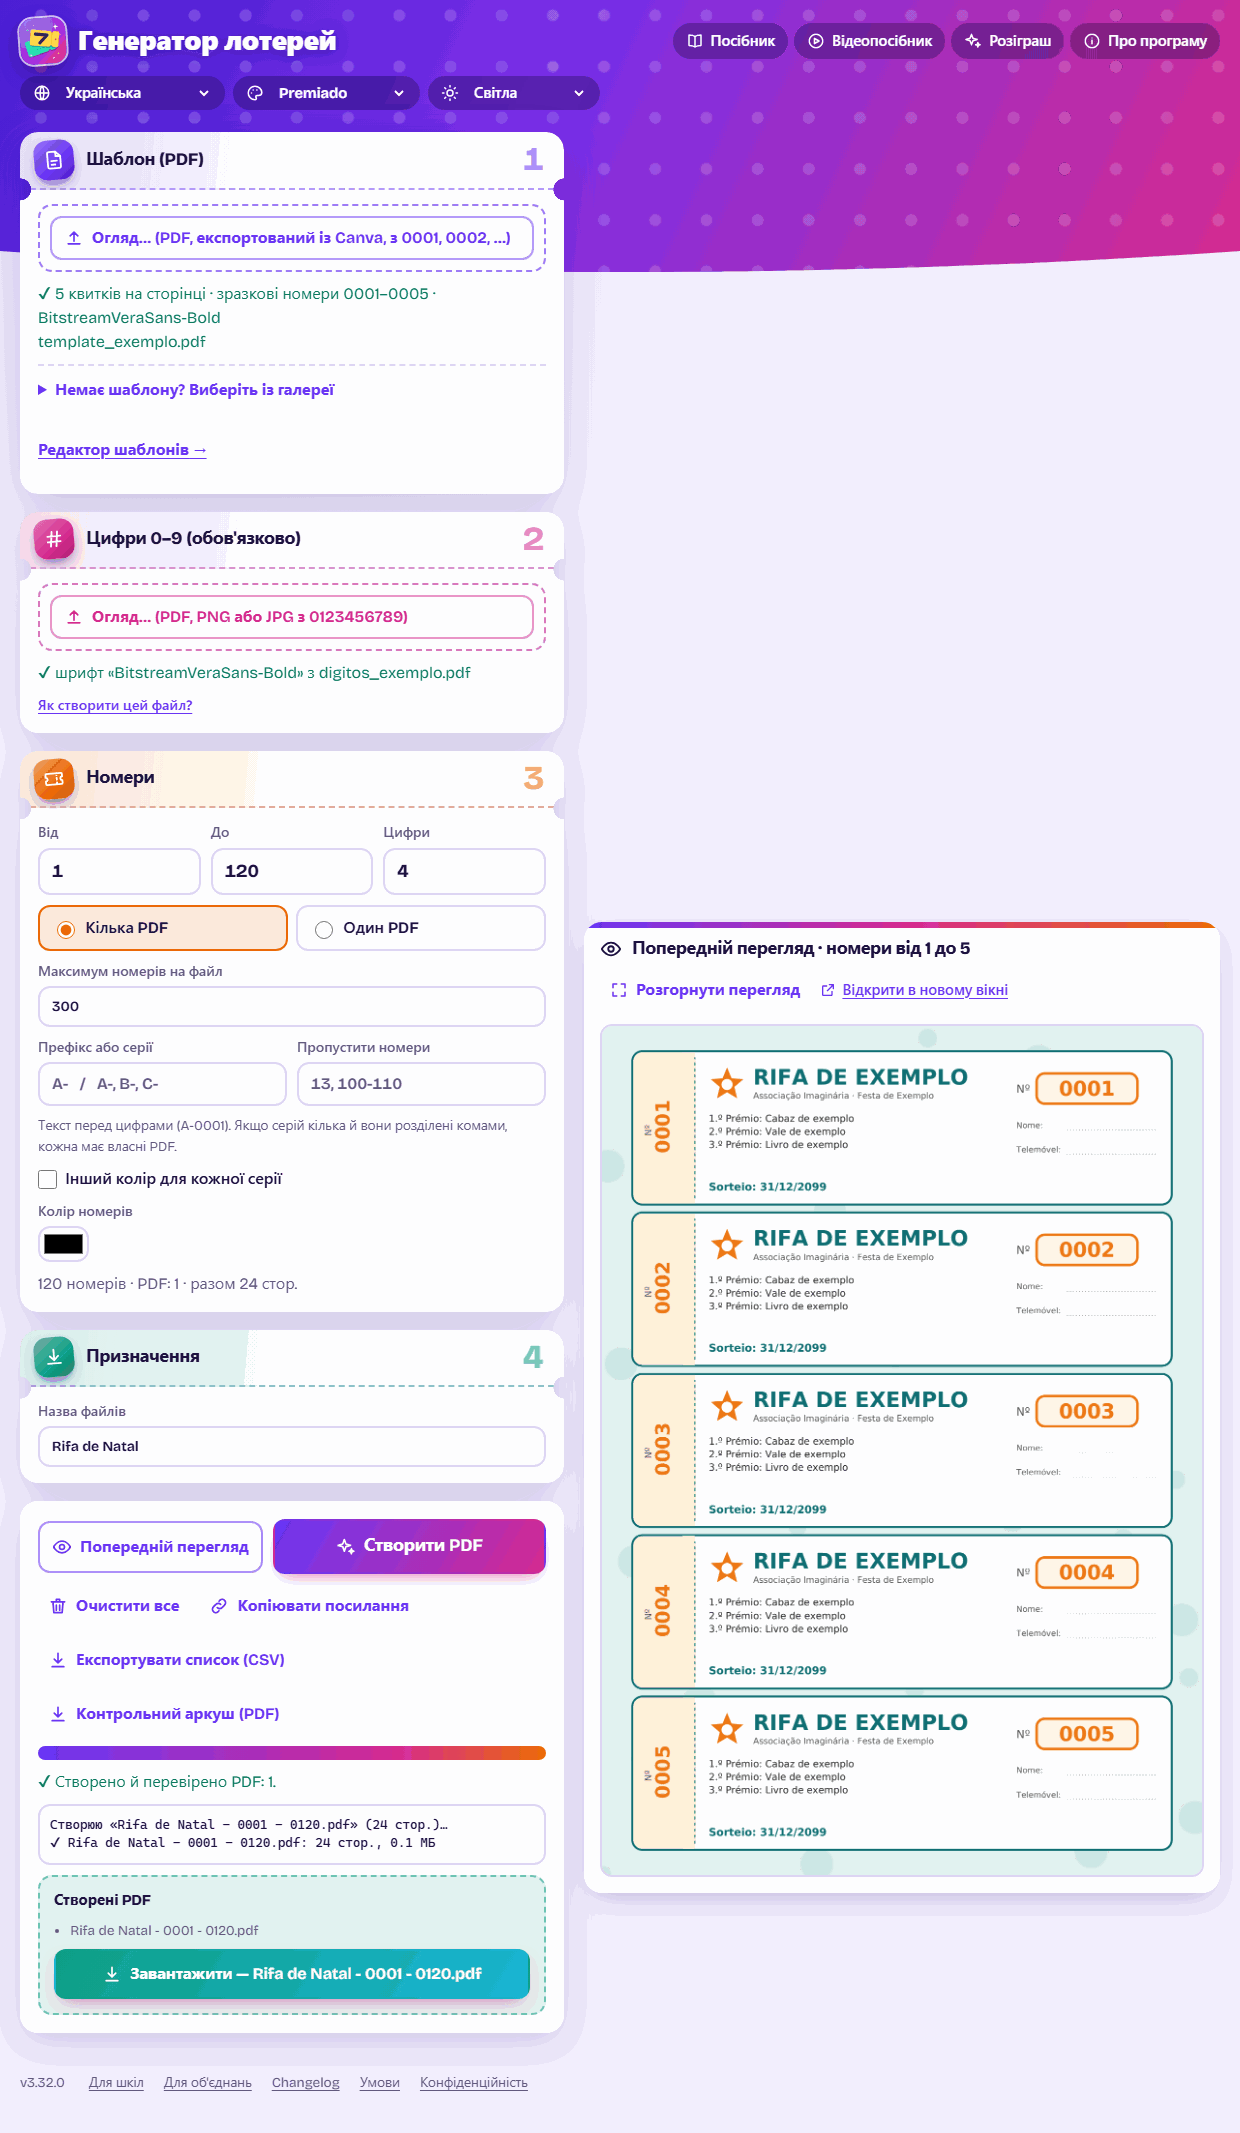 Генератор лотерей
Посібник
Відеопосібник
Розіграш
Про програму
Українська
Premiado
Світла
Шаблон (PDF)
1
Огляд... (PDF, експортований із Canva, з 0001, 0002, ...)
✓ 5 квитків на сторінці · зразкові номери 0001–0005 ·
BitstreamVeraSans-Bold
template_exemplo.pdf
Немає шаблону? Виберіть із галереї
Редактор шаблонів →
Цифри 0–9 (обов'язково)
2
Огляд... (PDF, PNG або JPG з 0123456789)
✓ шрифт «BitstreamVeraSans-Bold» з digitos_exemplo.pdf
Як створити цей файл?
Номери
3
Від
До
Цифри
1
120
4
Кілька PDF
Один PDF
Максимум номерів на файл
300
Префікс або серії
Пропустити номери
A- / A-, B-, C-
13, 100-110
Текст перед цифрами (A-0001). Якщо серій кілька й вони розділені комами,
кожна має власні PDF.
Інший колір для кожної серії
Колір номерів
120 номерів · PDF: 1 · разом 24 стор.
Призначення
4
Назва файлів
Rifa de Natal
Попередній перегляд
Створити PDF
Очистити все
Копіювати посилання
Експортувати список (CSV)
Контрольний аркуш (PDF)
✓ Створено й перевірено PDF: 1.
Створюю «Rifa de Natal – 0001 – 0120.pdf» (24 стор.)…
✓ Rifa de Natal – 0001 – 0120.pdf: 24 стор., 0.1 МБ
Створені PDF
• Rifa de Natal - 0001 - 0120.pdf
Завантажити — Rifa de Natal - 0001 - 0120.pdf
v3.32.0
Для шкіл
Для об'єднань
Changelog
Умови
Конфіденційність
Попередній перегляд · номери від 1 до 5
Розгорнути перегляд
Відкрити в новому вікні
Nº 0001
RIFA DE EXEMPLO
Associação Imaginária · Festa de Exemplo
1.º Prémio: Cabaz de exemplo
2.º Prémio: Vale de exemplo
3.º Prémio: Livro de exemplo
Sorteio: 31/12/2099
Nº 0001
Nome:
Telemóvel:
Nº 0002
RIFA DE EXEMPLO
Associação Imaginária · Festa de Exemplo
1.º Prémio: Cabaz de exemplo
2.º Prémio: Vale de exemplo
3.º Prémio: Livro de exemplo
Sorteio: 31/12/2099
Nº 0002
Nome:
Telemóvel:
Nº 0003
RIFA DE EXEMPLO
Associação Imaginária · Festa de Exemplo
1.º Prémio: Cabaz de exemplo
2.º Prémio: Vale de exemplo
3.º Prémio: Livro de exemplo
Sorteio: 31/12/2099
Nº 0003
Nome:
Telemóvel:
Nº 0004
RIFA DE EXEMPLO
Associação Imaginária · Festa de Exemplo
1.º Prémio: Cabaz de exemplo
2.º Prémio: Vale de exemplo
3.º Prémio: Livro de exemplo
Sorteio: 31/12/2099
Nº 0004
Nome:
Telemóvel:
Nº 0005
RIFA DE EXEMPLO
Associação Imaginária · Festa de Exemplo
1.º Prémio: Cabaz de exemplo
2.º Prémio: Vale de exemplo
3.º Prémio: Livro de exemplo
Sorteio: 31/12/2099
Nº 0005
Nome:
Telemóvel: